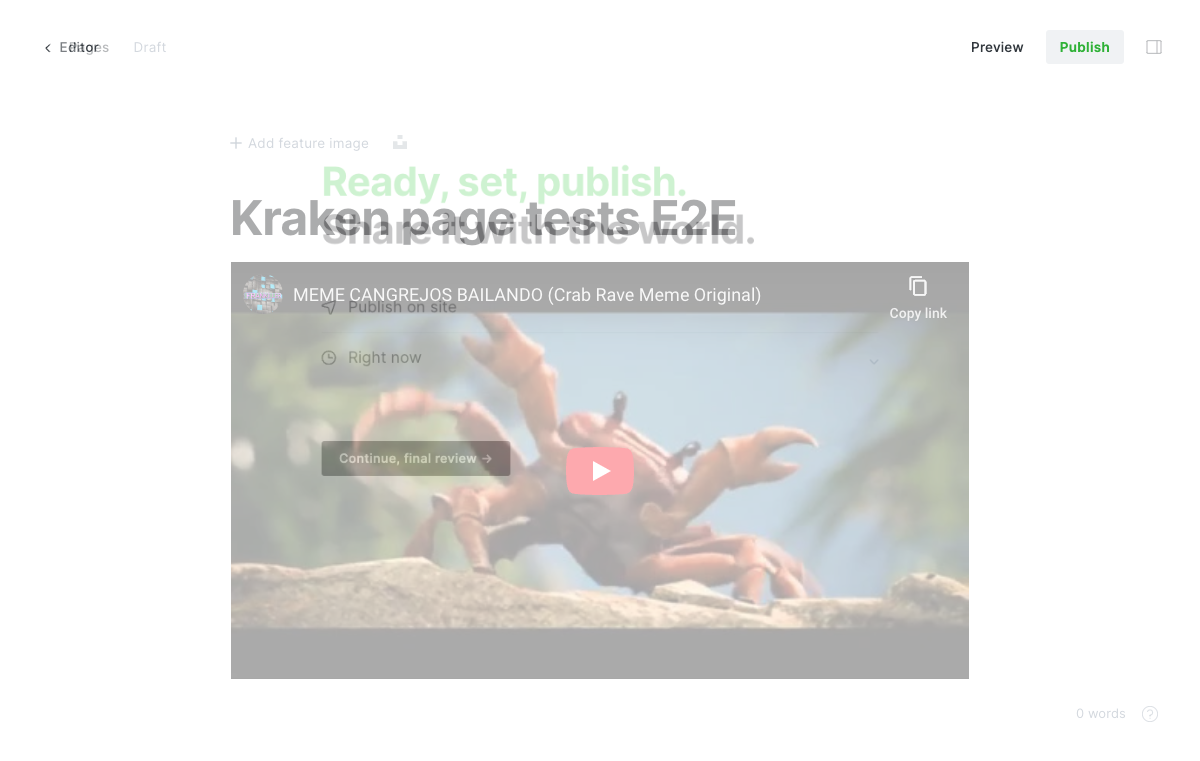 Editor
Pages
Draft
Preview
Publish
Add feature image
Ready, set, publish.
Kraken page tests E2E
Share it with the world.
MEME CANGREJOS BAILANDO (Crab Rave Meme Original)
Copy link
Publish on site
Right now
Continue, final review →
0 words
?